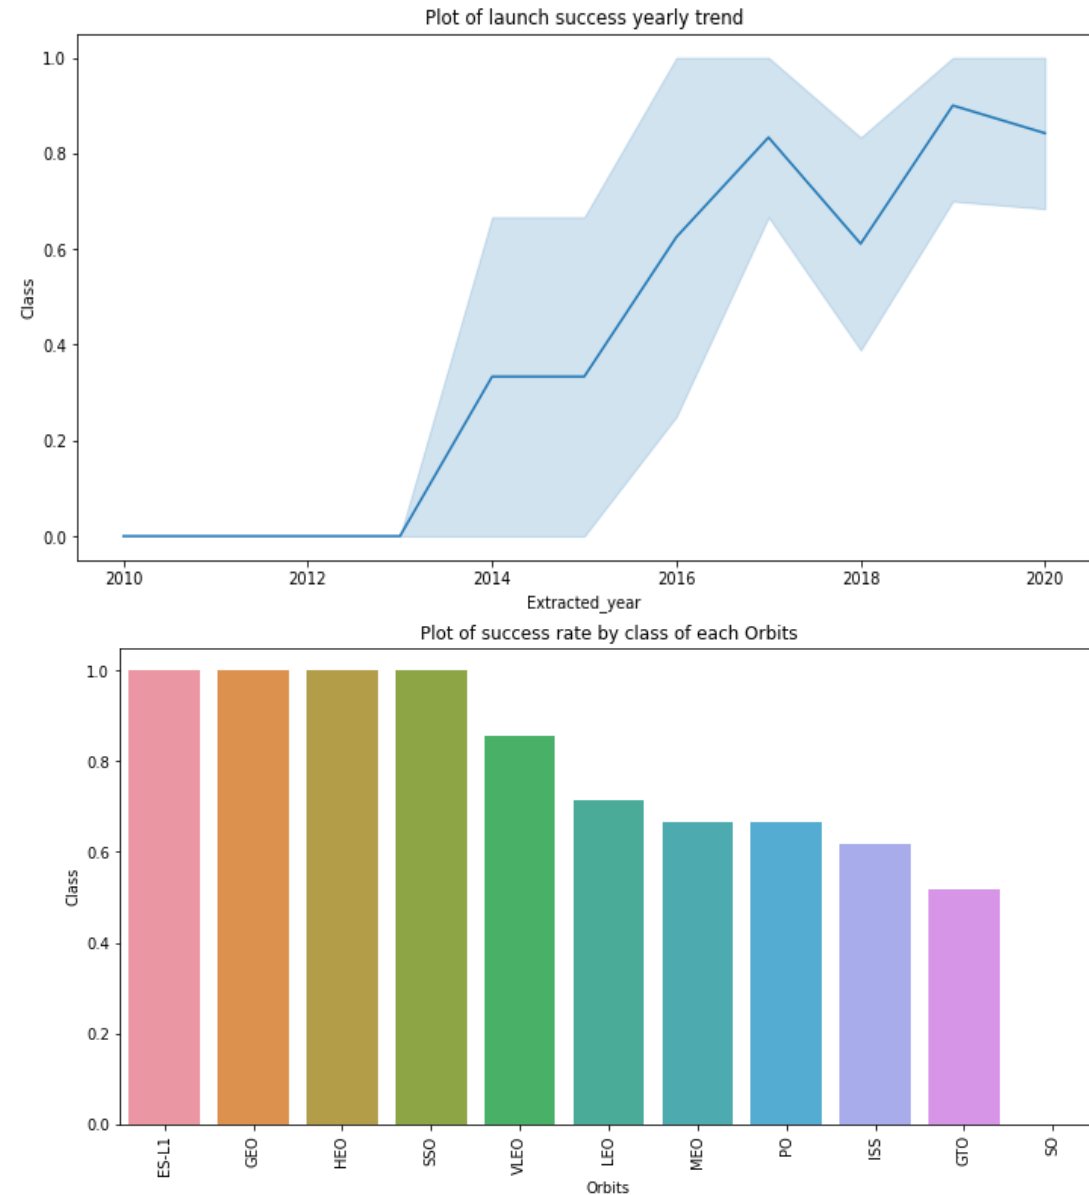 Plot of launch success yearly trend
1.0
0.8
0.6
0.4
0.2
0.0
Class
2010 2012 2014 2016 2018 2020
Extracted_year
Plot of success rate by class of each Orbits
1.0
0.8
0.6
0.4
0.2
0.0
Class
ES-L1 GEO HEO SSO VLEO LEO MEO PO ISS GTO SO
Orbits